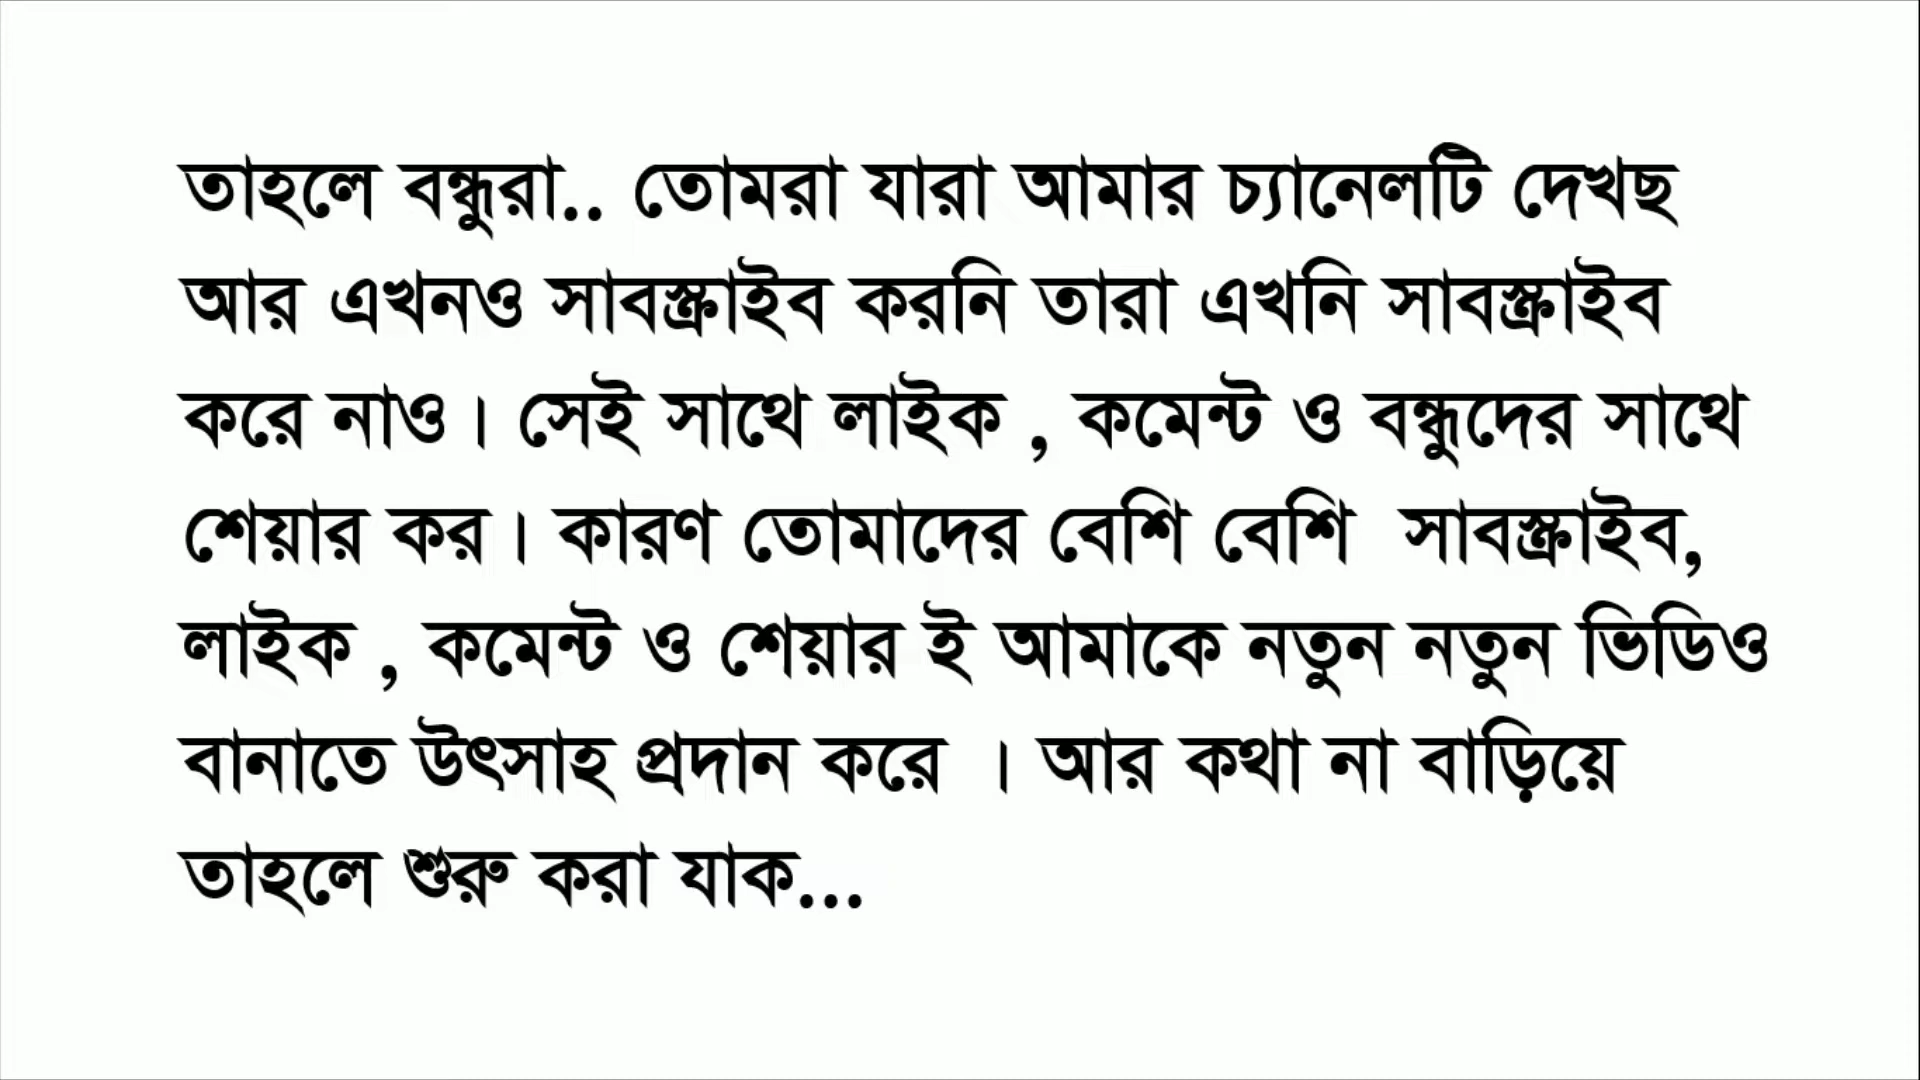 তাহলে বন্ধুরা.. তোমরা যারা আমার চ্যানেলটি দেখছ
আর এখনও সাবস্ক্রাইব করনি তারা এখনি সাবস্ক্রাইব
করে নাও। সেই সাথে লাইক , কমেন্ট ও বন্ধুদের সাথে
শেয়ার কর। কারণ তোমাদের বেশি বেশি  সাবস্ক্রাইব,
লাইক , কমেন্ট ও শেয়ার ই আমাকে নতুন নতুন ভিডিও
বানাতে উৎসাহ প্রদান করে । আর কথা না বাড়িয়ে
তাহলে শুরু করা যাক...